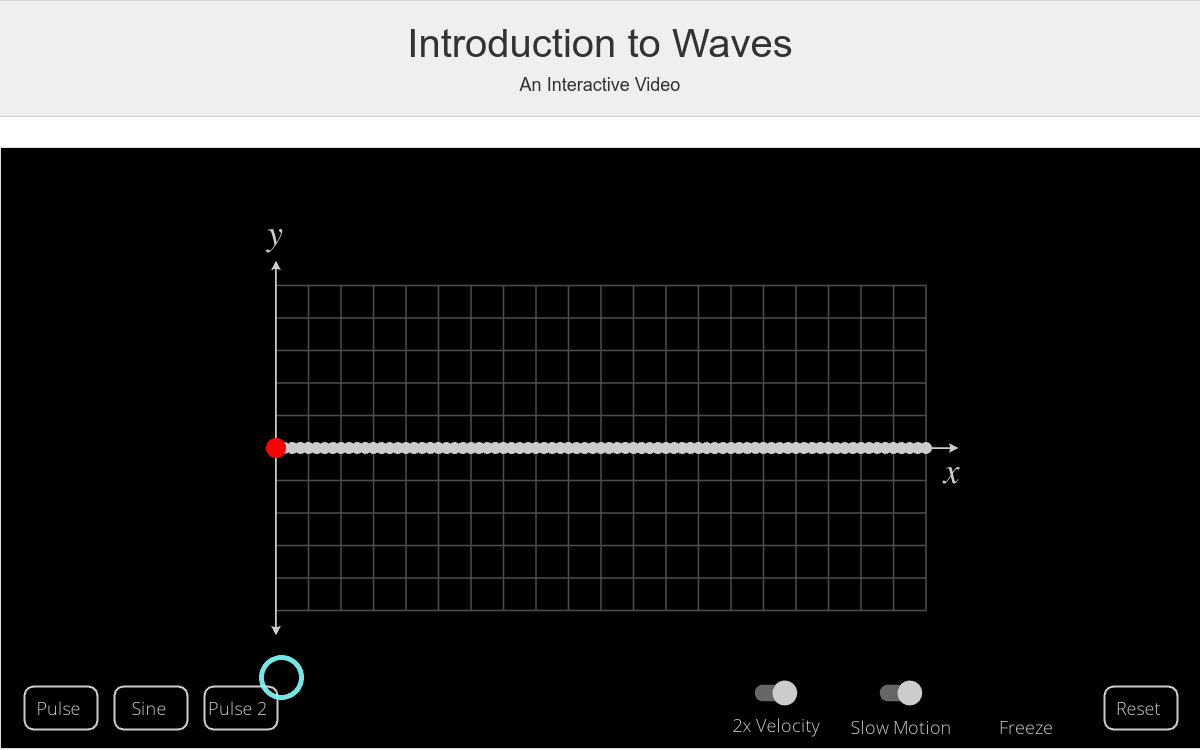 Introduction to Waves
An Interactive Video
y
x
Pulse
Sine
Pulse 2
2x Velocity
Slow Motion
Freeze
Reset